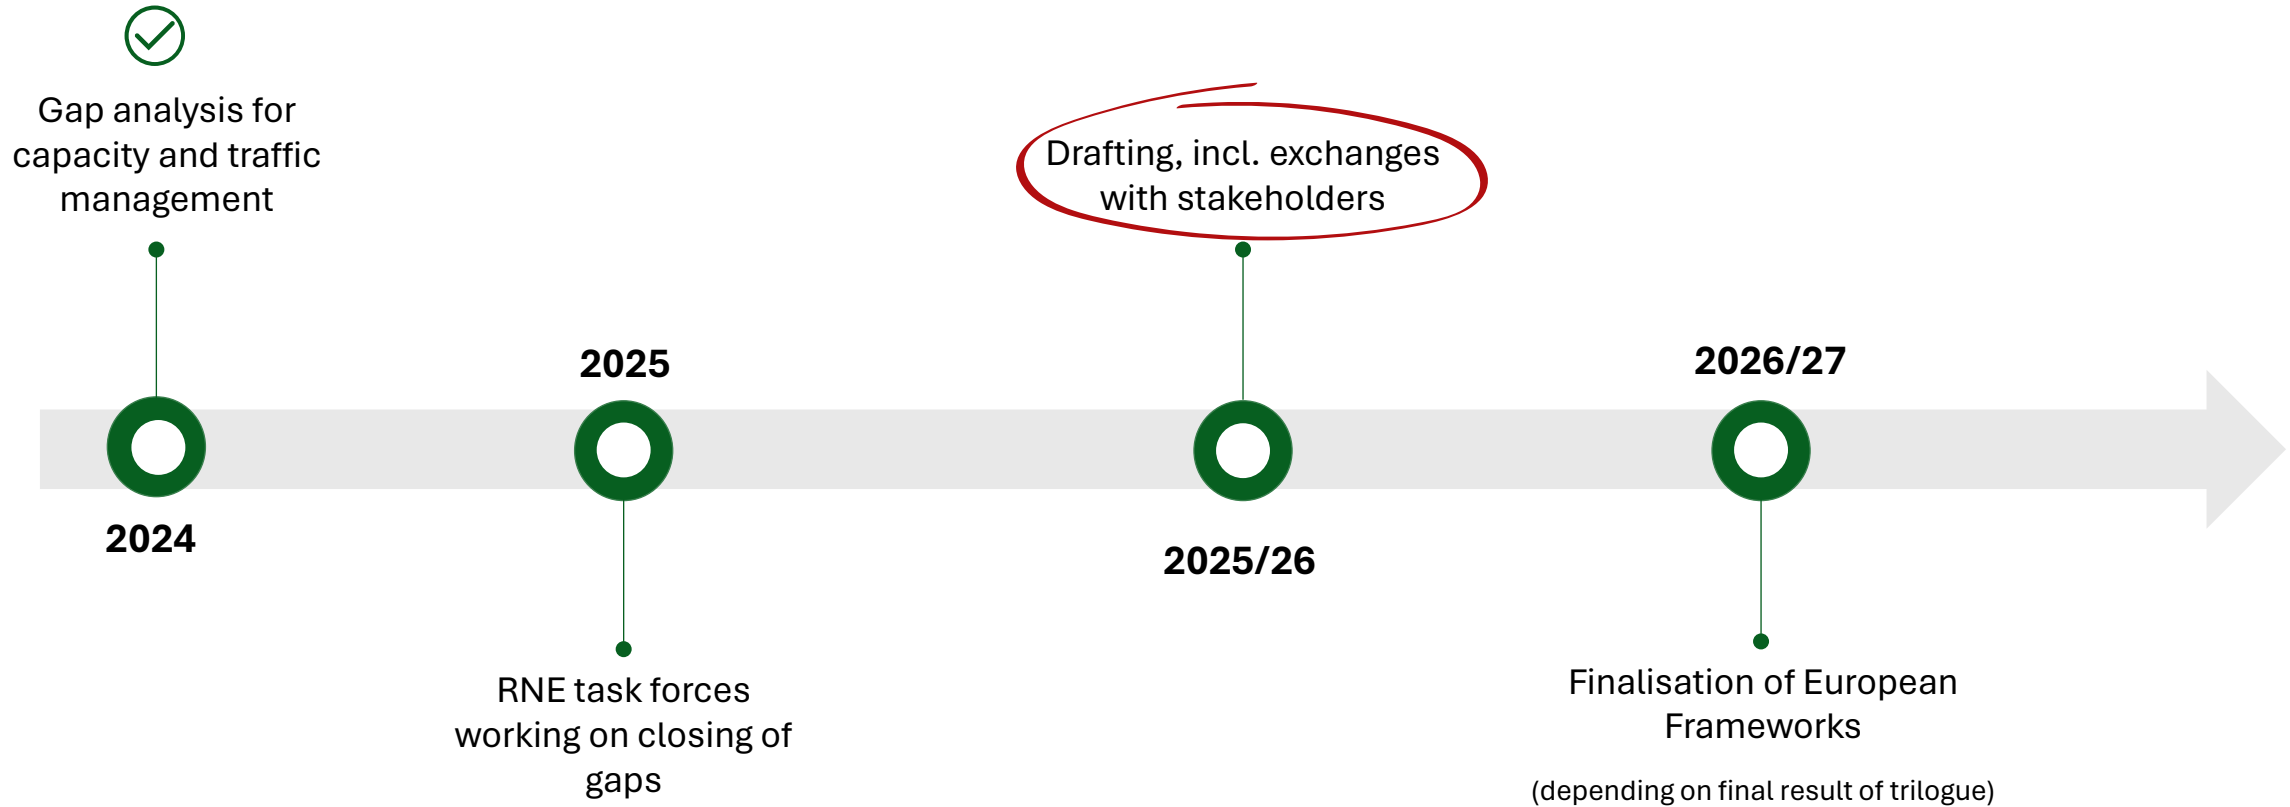 Gap analysis for
capacity and traffic
management
2024
2025
RNE task forces
working on closing of
gaps
Drafting, incl. exchanges
with stakeholders
2025/26
2026/27
Finalisation of European
Frameworks
(depending on final result of trilogue)